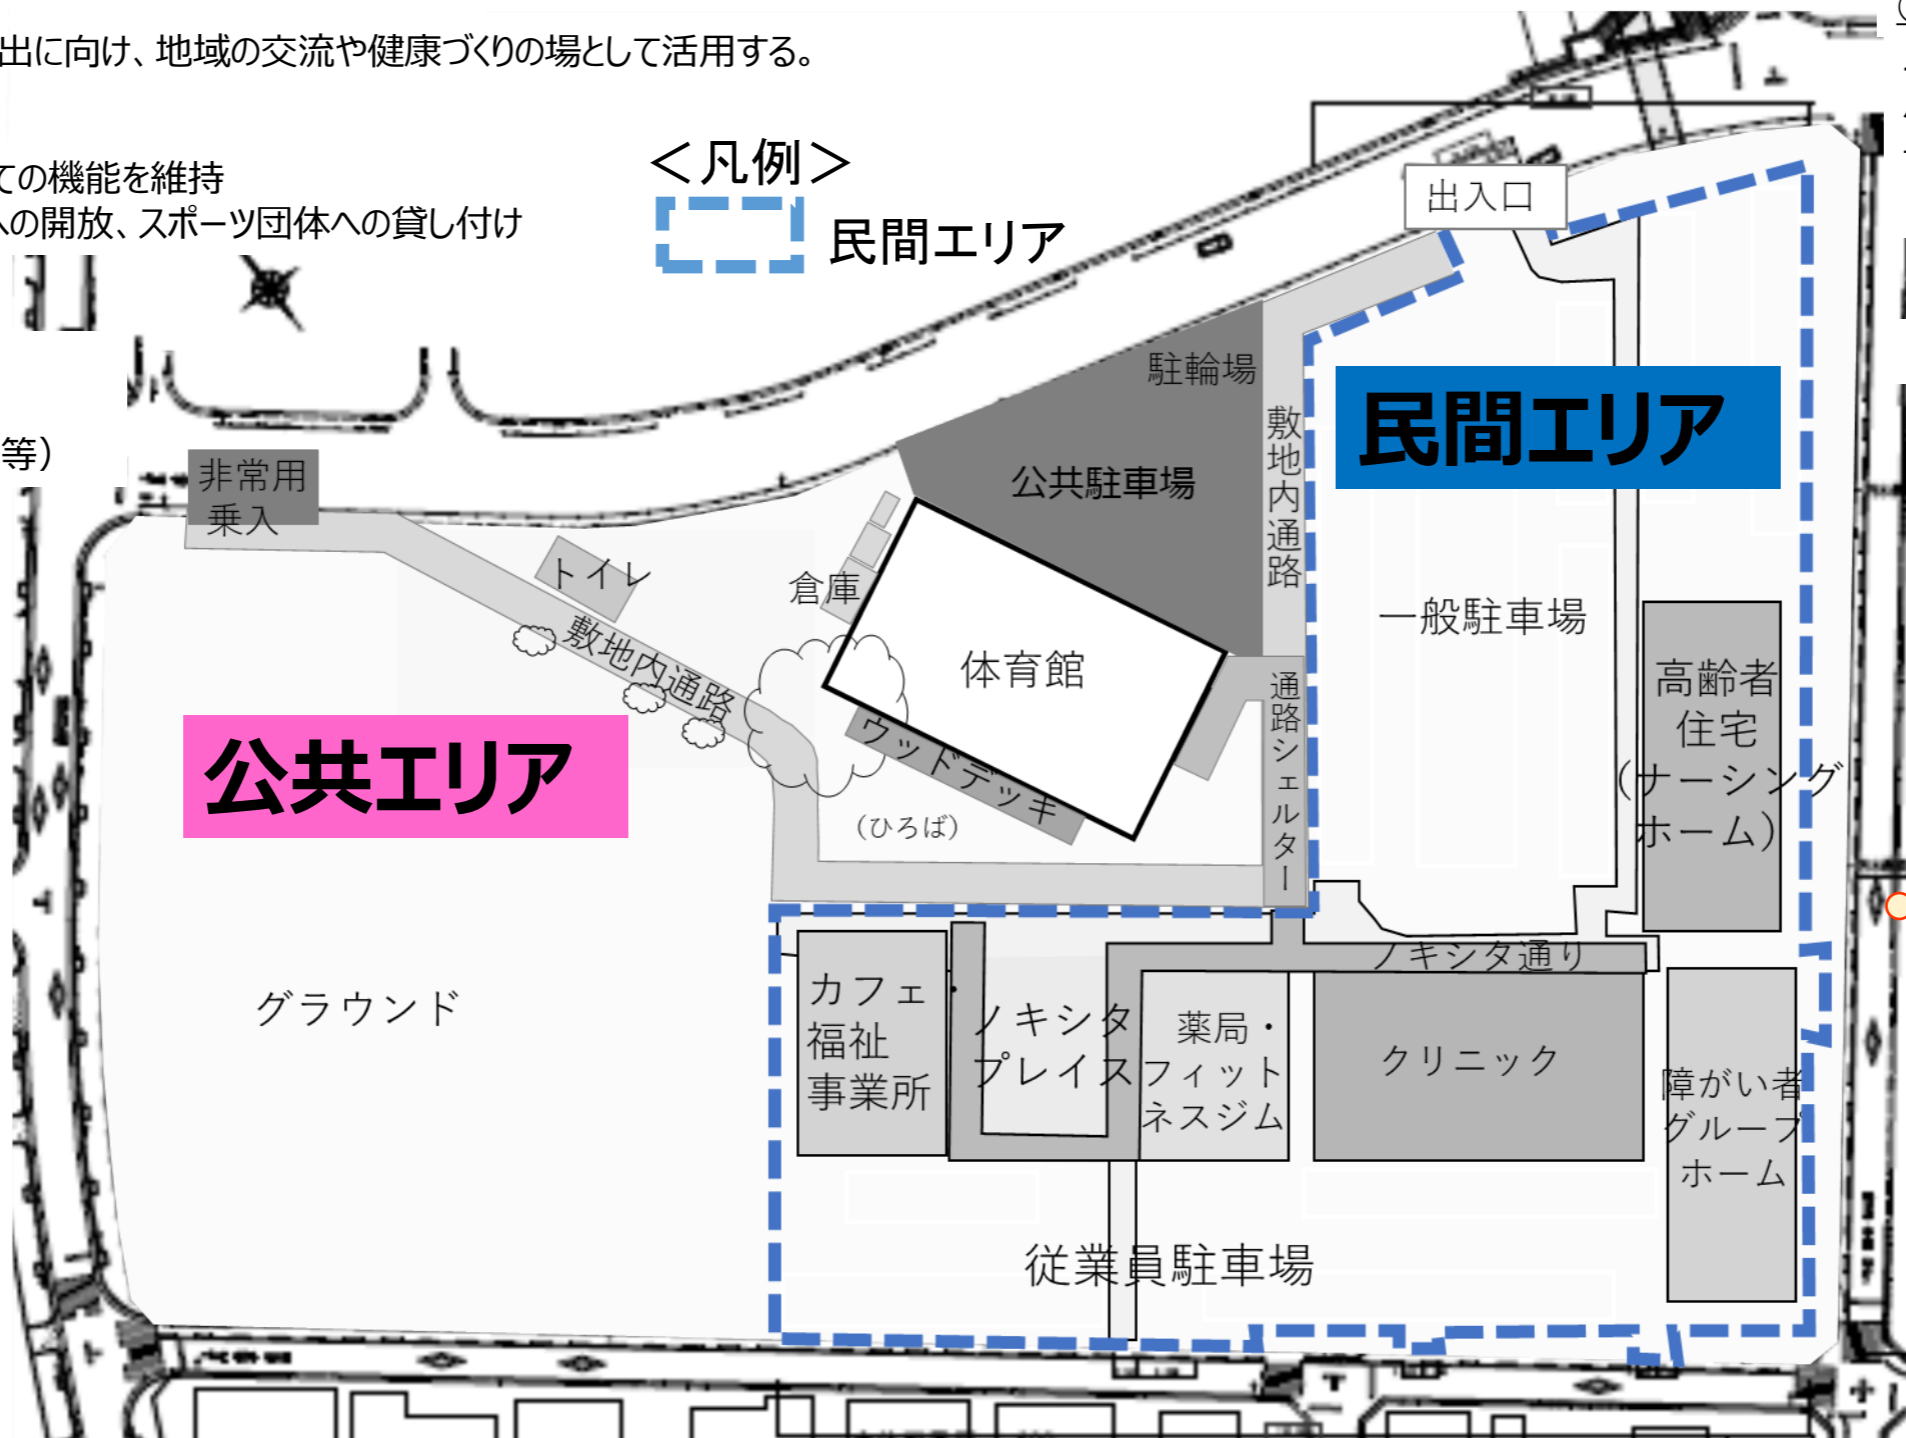 出に向け、地域の交流や健康づくりの場として活用する。
ての機能を維持
への開放、スポーツ団体への貸し付け
＜凡例＞
民間エリア
出入口
等）
駐輪場
民間エリア
公共駐車場
敷地内通路
非常用
乗入
トイレ
倉庫
敷地内通路
体育館
一般駐車場
高齢者
住宅
（ナーシング
ホーム）
通路シェルター
公共エリア
ウッドデッキ
（ひろば）
ノキシタ通り
グラウンド
カフェ
福祉
事業所
ノキシタ
プレイス
薬局・
フィット
ネスジム
クリニック
障がい者
グループ
ホーム
従業員駐車場